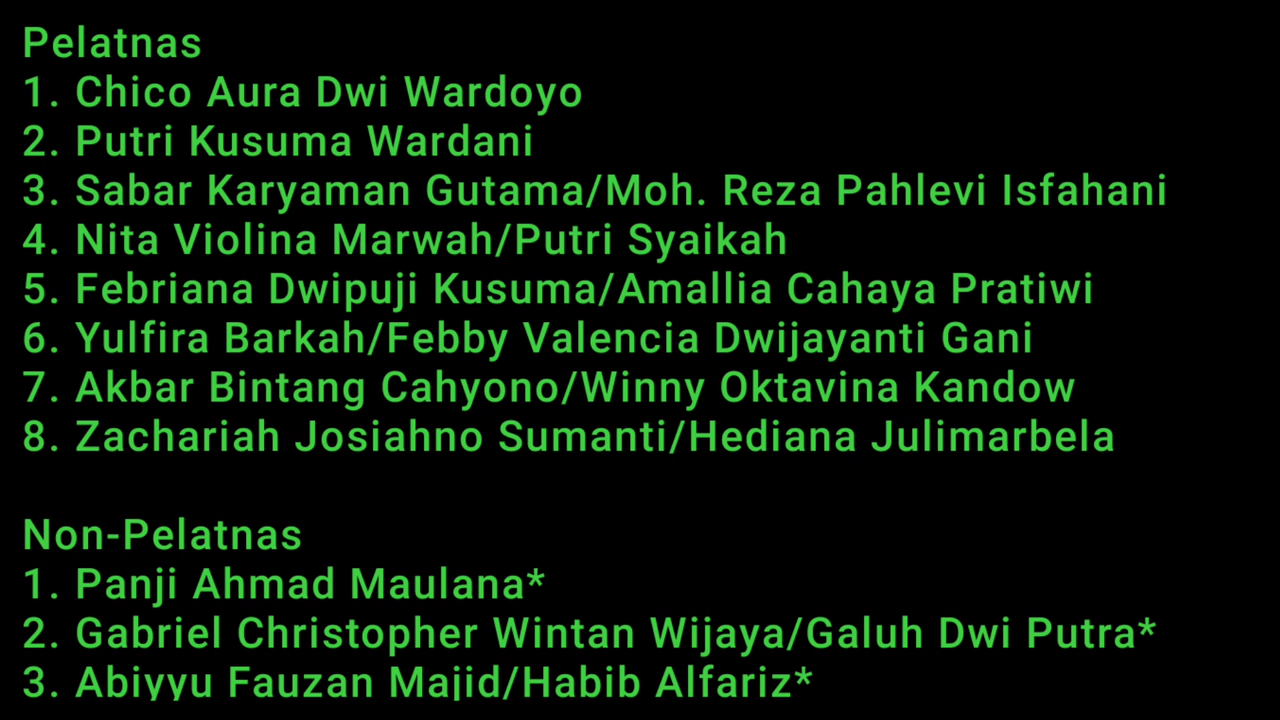 Pelatnas
1. Chico Aura Dwi Wardoyo
2. Putri Kusuma Wardani
3. Sabar Karyaman Gutama/Moh. Reza Pahlevi Isfahani
4. Nita Violina Marwah/Putri Syaikah
5. Febriana Dwipuji Kusuma/Amallia Cahaya Pratiwi
6. Yulfira Barkah/Febby Valencia Dwijayanti Gani
7. Akbar Bintang Cahyono/Winny Oktavina Kandow
8. Zachariah Josiahno Sumanti/Hediana Julimarbela
Non-Pelatnas
1. Panji Ahmad Maulana*
2. Gabriel Christopher Wintan Wijaya/Galuh Dwi Putra*
3. Abiyyu Fauzan Majid/Habib Alfariz*